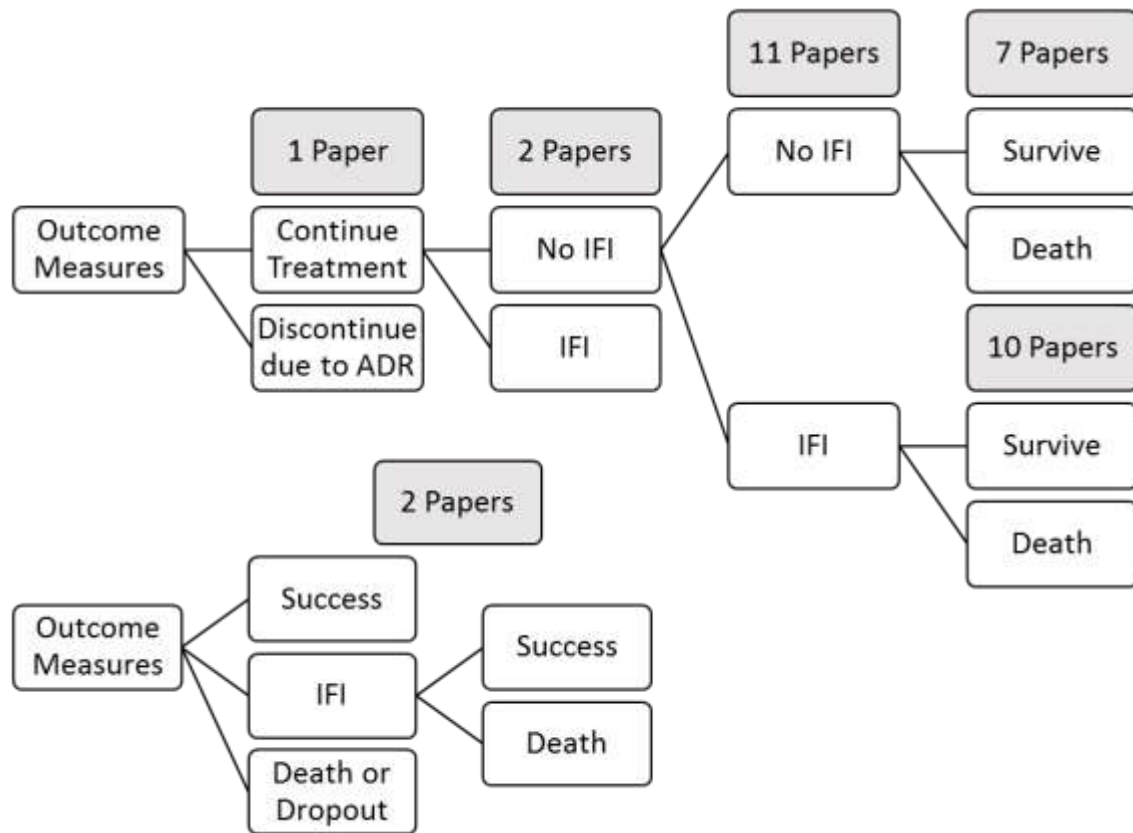 11 Papers
7 Papers
1 Paper
2 Papers
No IFI
Survive
Outcome
Measures
Continue
Treatment
No IFI
Death
Discontinue
due to ADR
IFI
10 Papers
IFI
Survive
2 Papers
Death
Success
Outcome
Measures
Success
IFI
Death
Death or
Dropout